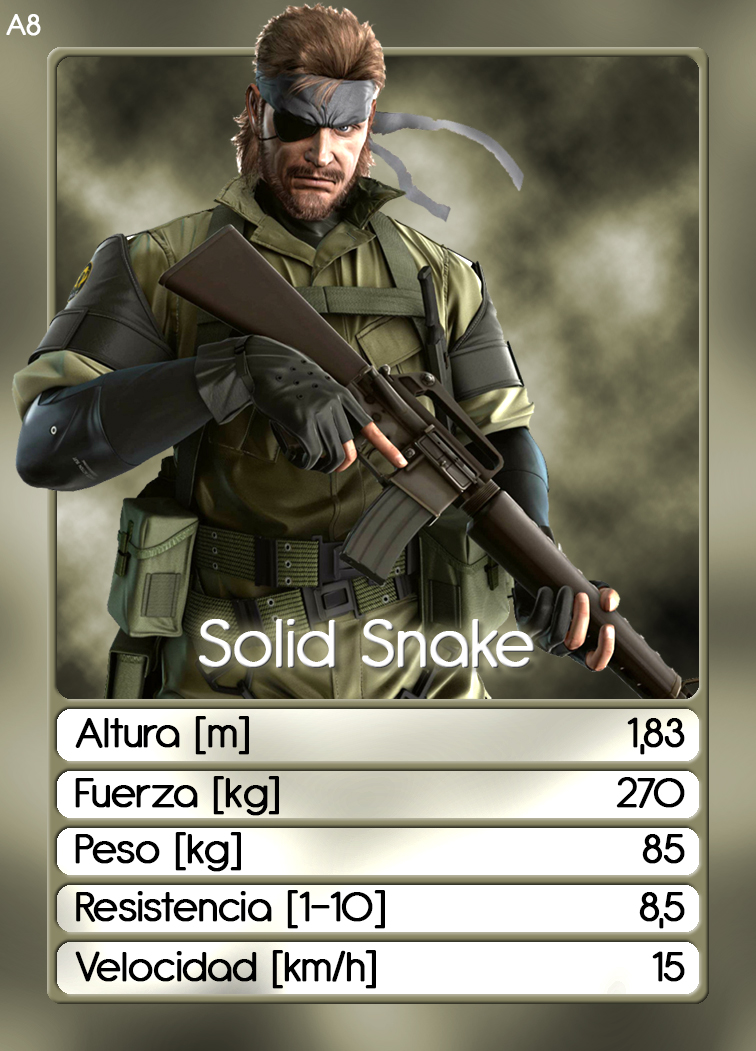 A8
Solid Snake
Altura [m] 1,83
Fuerza [kg] 270
Peso [kg] 85
Resistencia [1-10] 8,5
Velocidad [km/h] 15